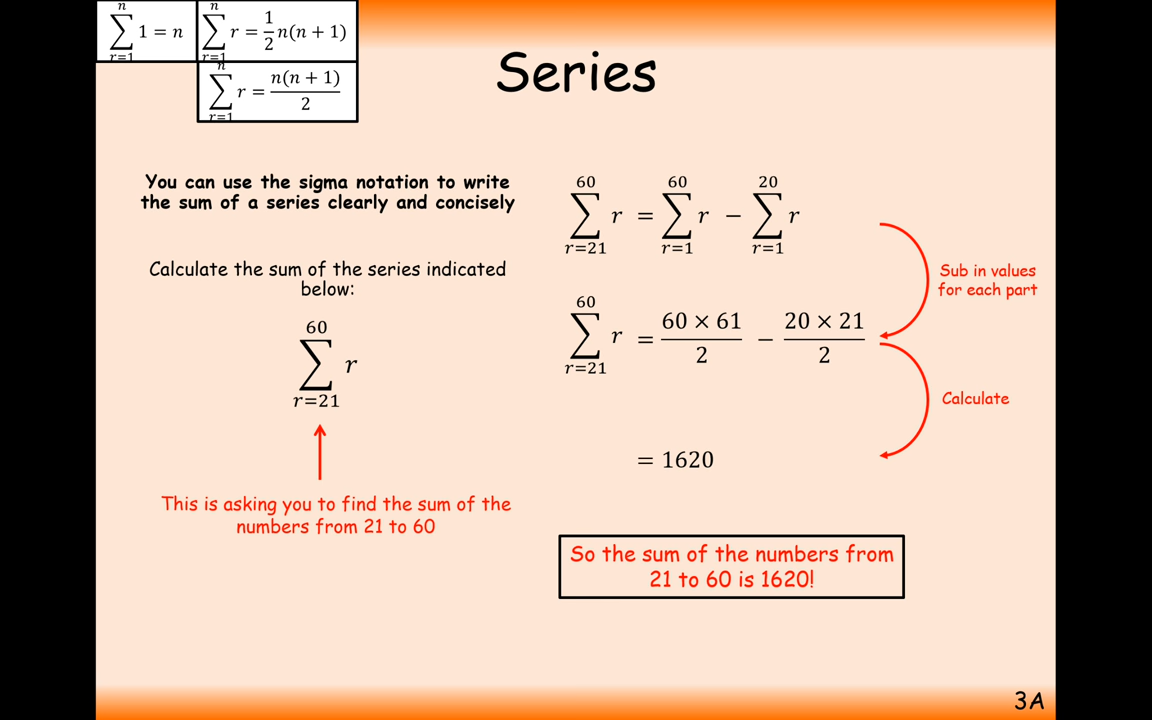 n
∑ 1 = n
r=1
n
∑ r = 1/2 n(n + 1)
r=1
n
∑ r = n(n + 1)/2
r=1
Series
You can use the sigma notation to write
the sum of a series clearly and concisely
Calculate the sum of the series indicated
below:
60
∑ r
r=21
This is asking you to find the sum of the
numbers from 21 to 60
60 60 20
∑ r = ∑ r − ∑ r
r=21 r=1 r=1
Sub in values
for each part
60
∑ r = 60 × 61/2 − 20 × 21/2
r=21
Calculate
= 1620
So the sum of the numbers from
21 to 60 is 1620!
3A